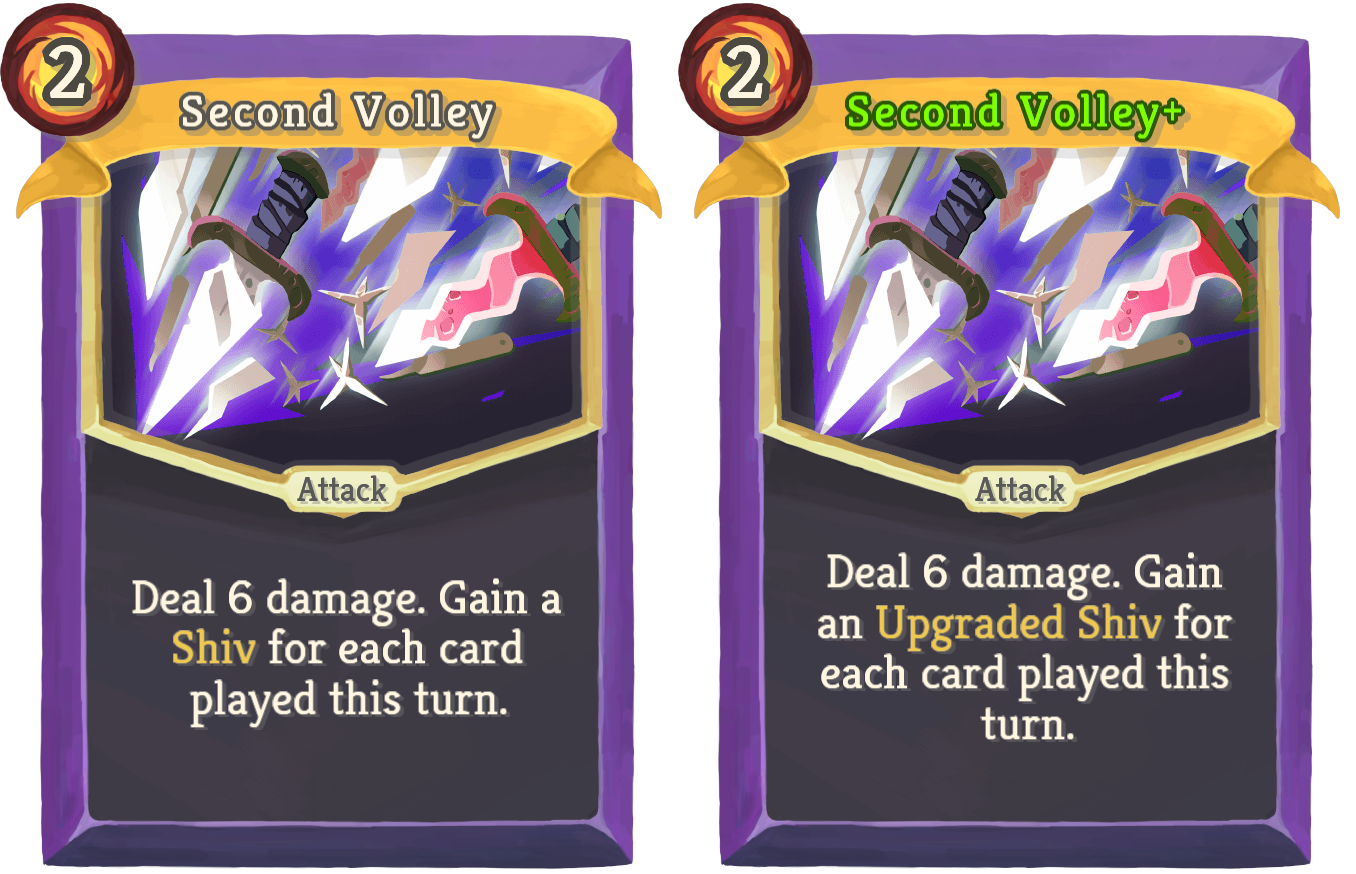 2
Second Volley
Attack
Deal 6 damage. Gain a
Shiv for each card
played this turn.
2
Second Volley+
Attack
Deal 6 damage. Gain
an Upgraded Shiv for
each card played this
turn.